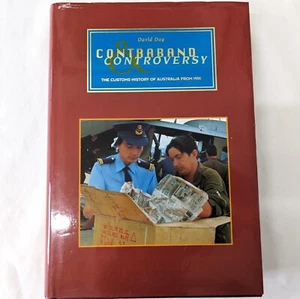 David Day
CONTRABAND
& CONTROVERSY
THE CUSTOMS HISTORY OF AUSTRALIA FROM 1901